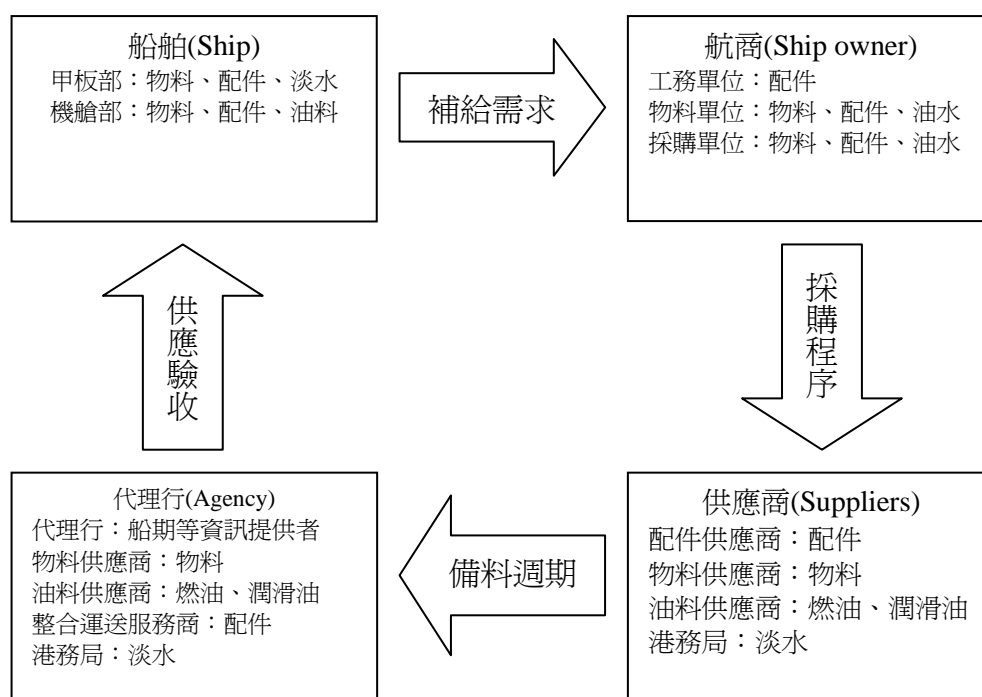 船舶(Ship)
甲板部：物料、配件、淡水
機艙部：物料、配件、油料
補給需求
航商(Ship owner)
工務單位：配件
物料單位：物料、配件、油水
採購單位：物料、配件、油水
供應驗收
採購程序
代理行(Agency)
代理行：船期等資訊提供者
物料供應商：物料
油料供應商：燃油、潤滑油
整合運送服務商：配件
港務局：淡水
備料週期
供應商(Suppliers)
配件供應商：配件
物料供應商：物料
油料供應商：燃油、潤滑油
港務局：淡水